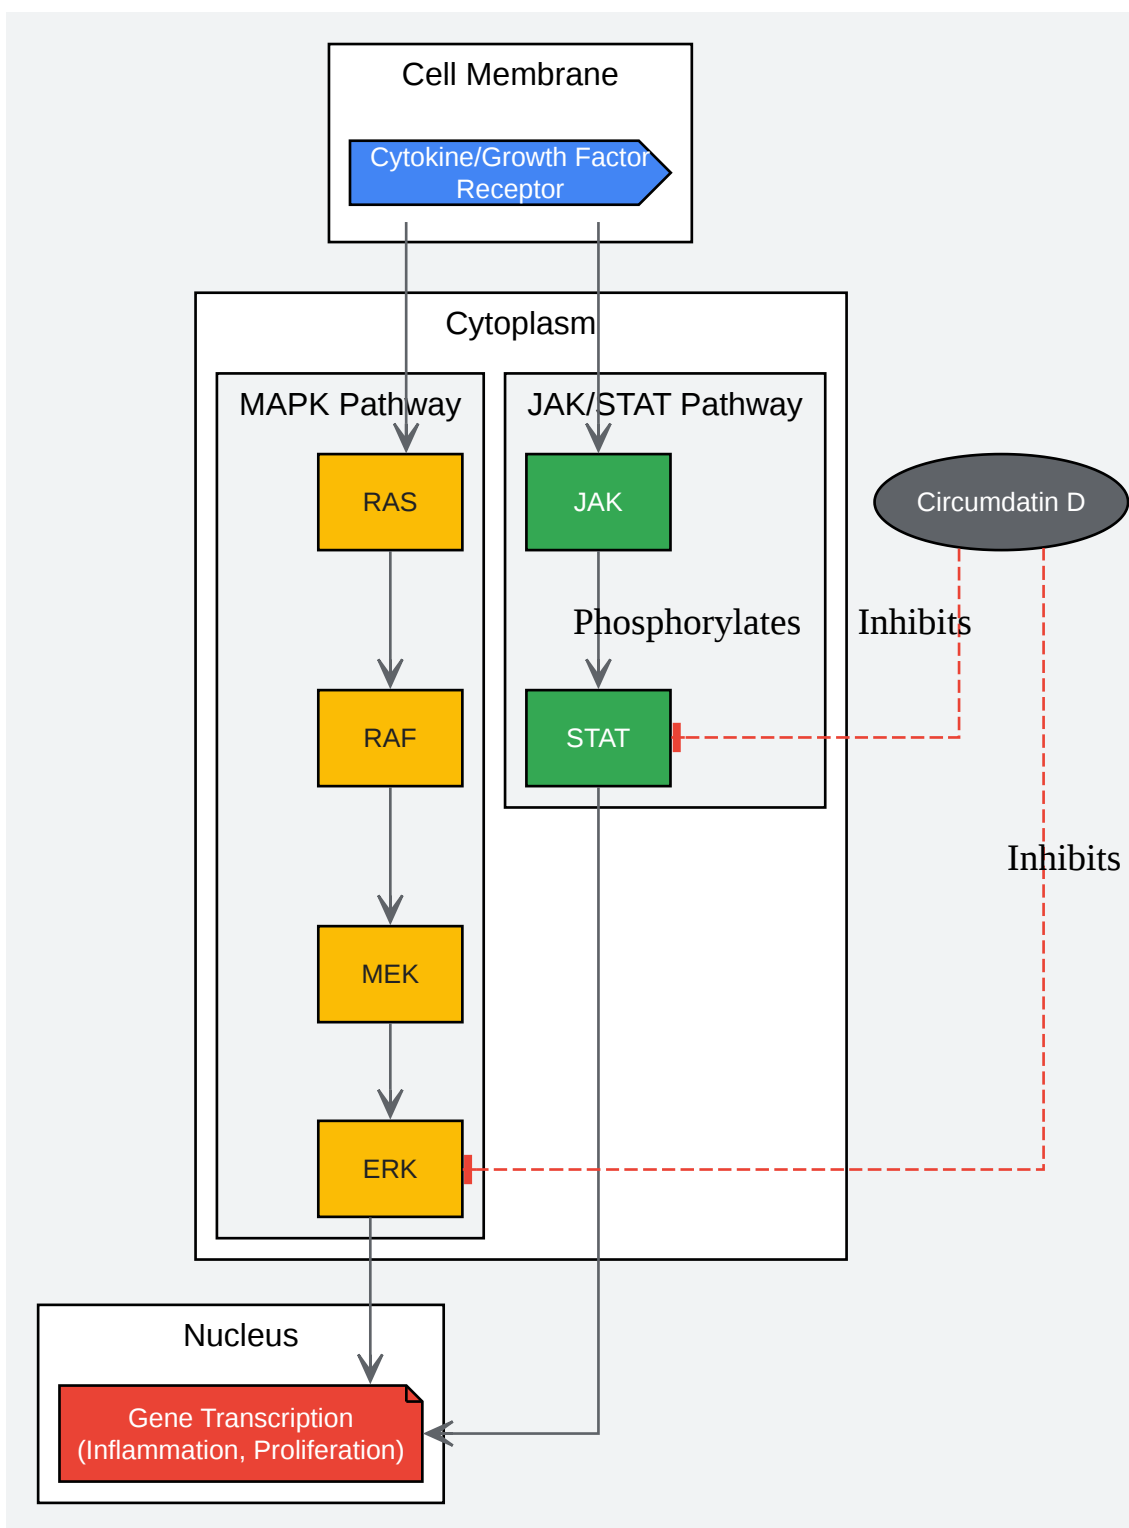 Cell Membrane
Cytokine/Growth Factor
Receptor
Cytoplasm
MAPK Pathway
JAK/STAT Pathway
RAS
JAK
Circumdatin D
Phosphorylates
Inhibits
RAF
STAT
Inhibits
MEK
ERK
Nucleus
Gene Transcription
(Inflammation, Proliferation)